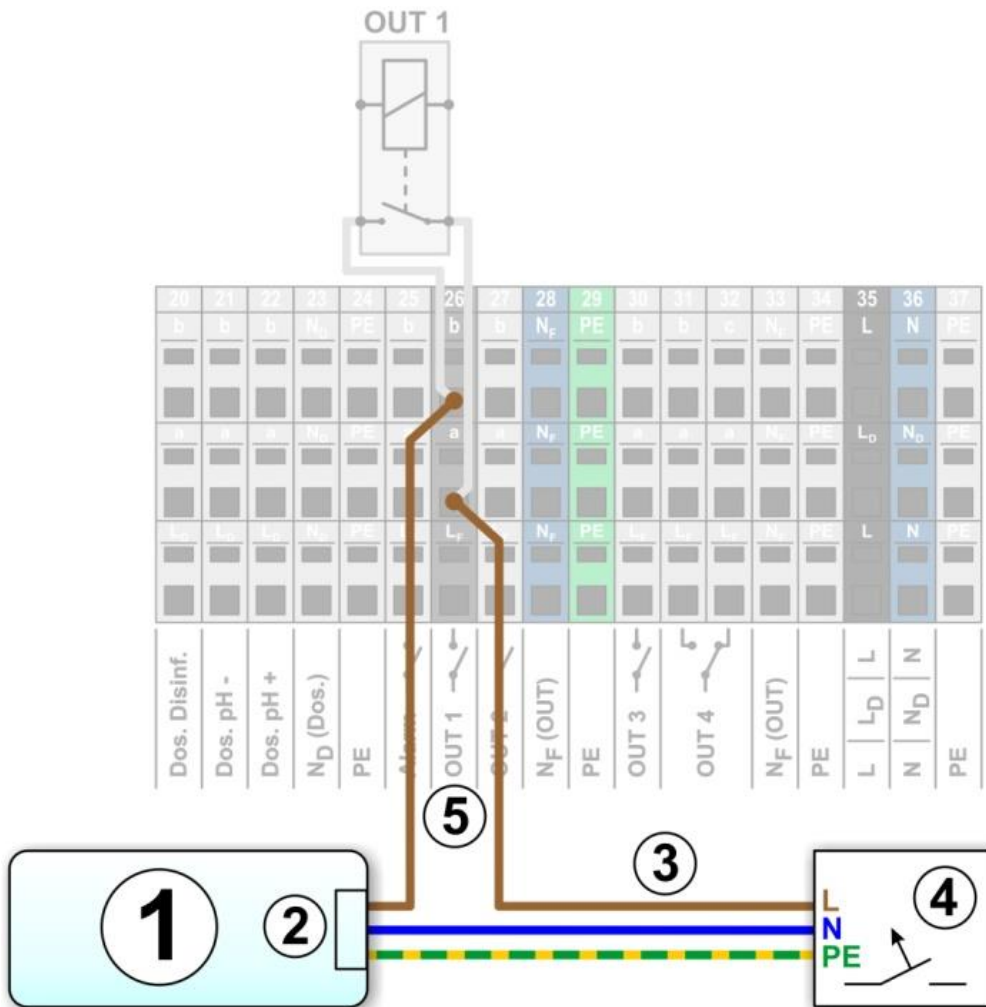 OUT 1
20 21 22 23 24 25 26 27 28 29 30 31 32 33 34 35 36 37
b b b N_D PE b b b N_F PE b b c N_F PE L N PE
a a a N_D PE a a N_F PE a a a N_F PE L_D N_D PE
L_D L_D L_D N_D PE L_F N_F PE L_F L_F L_F N_F PE L N PE
Dos. Disinf.
Dos. pH -
Dos. pH +
N_D (Dos.)
PE
Alarm
OUT 1
OUT 2
N_F (OUT)
PE
OUT 3
OUT 4
N_F (OUT)
PE
L | L_D | L
N | N_D | N
PE
5
3
1
2
4
L
N
PE